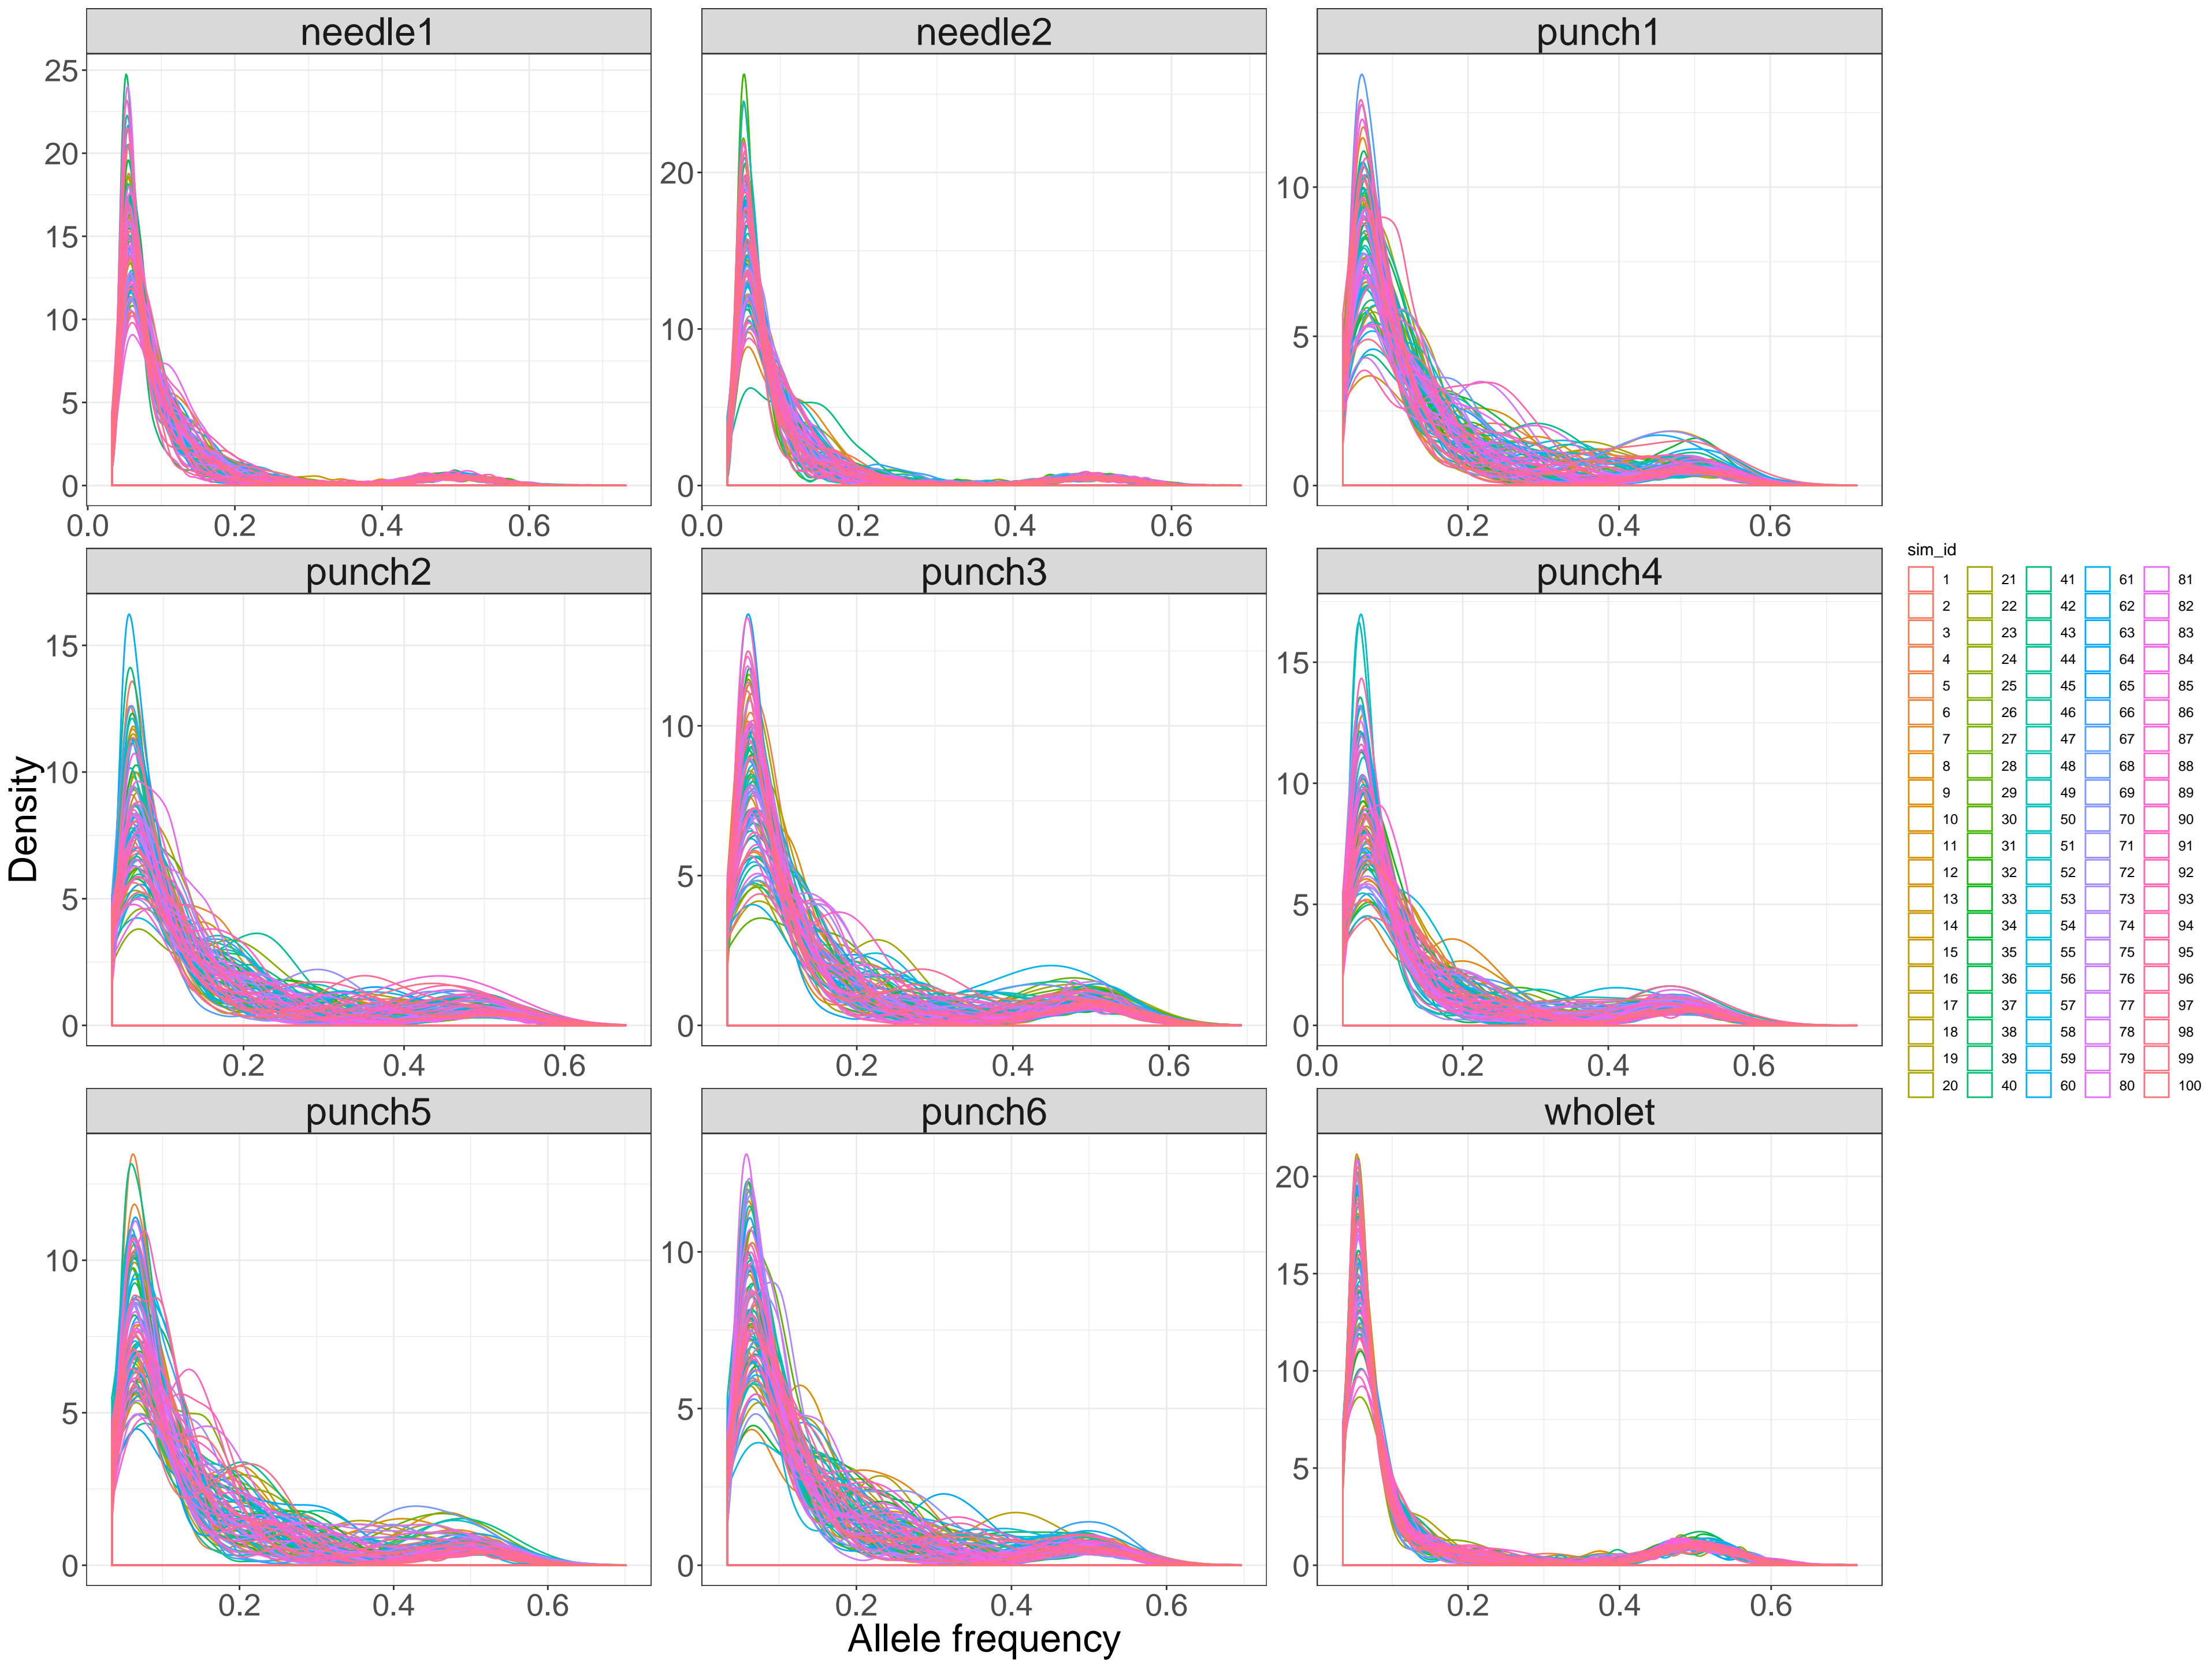 needle1 needle2 punch1
25
20
15
10
5
0
0.0 0.2 0.4 0.6
20
10
0
0.0 0.2 0.4 0.6
10
5
0
0.2 0.4 0.6
punch2 punch3 punch4
15
10
5
0
0.2 0.4 0.6
10
5
0
0.2 0.4 0.6
15
10
5
0
0.0 0.2 0.4 0.6
punch5 punch6 wholet
10
5
0
0.2 0.4 0.6
10
5
0
0.2 0.4 0.6
20
15
10
5
0
0.2 0.4 0.6
Density
Allele frequency
sim_id
1 21 41 61 81
2 22 42 62 82
3 23 43 63 83
4 24 44 64 84
5 25 45 65 85
6 26 46 66 86
7 27 47 67 87
8 28 48 68 88
9 29 49 69 89
10 30 50 70 90
11 31 51 71 91
12 32 52 72 92
13 33 53 73 93
14 34 54 74 94
15 35 55 75 95
16 36 56 76 96
17 37 57 77 97
18 38 58 78 98
19 39 59 79 99
20 40 60 80 100